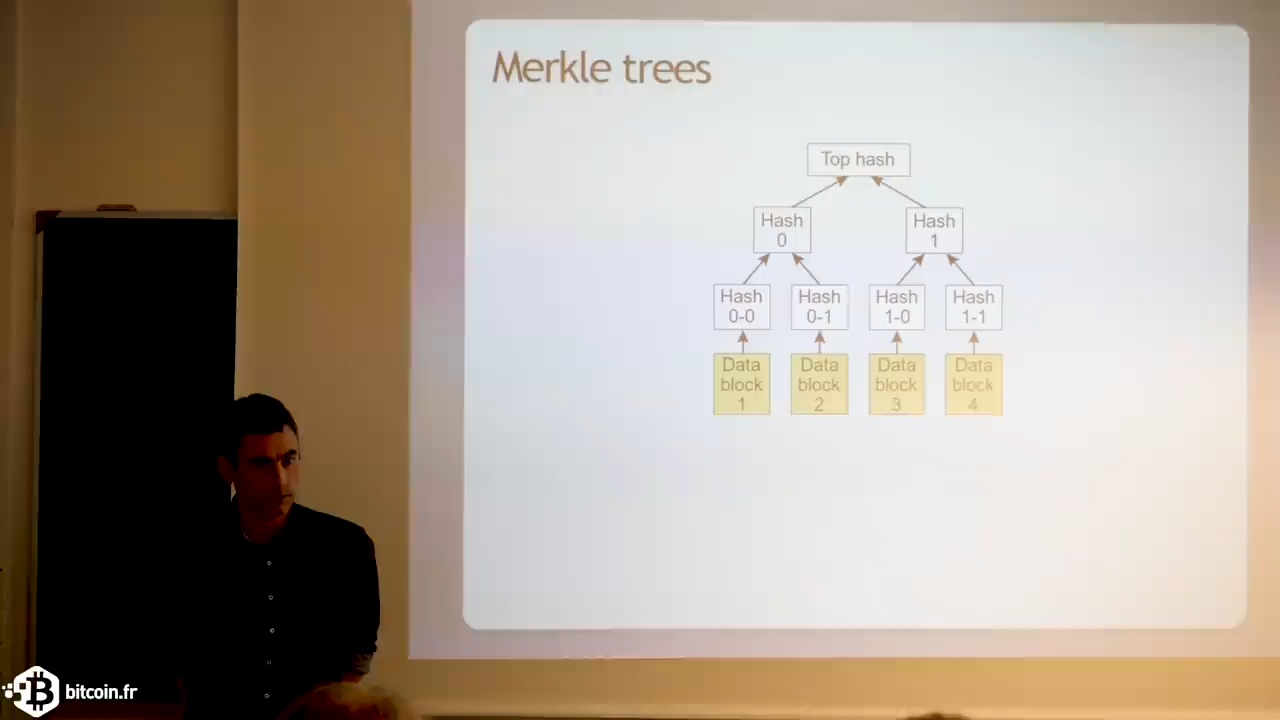 Merkle trees
Top hash
Hash
0
Hash
1
Hash
0-0
Hash
0-1
Hash
1-0
Hash
1-1
Data
block
1
Data
block
2
Data
block
3
Data
block
4
bitcoin.fr